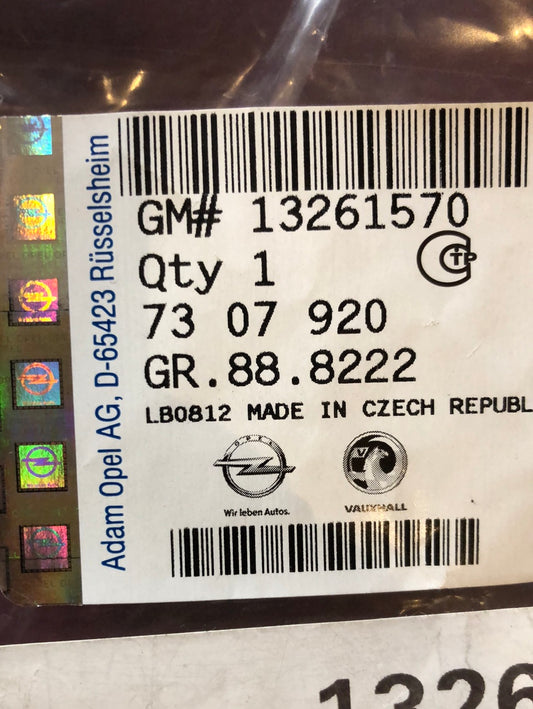 Adam Opel AG, D-65423 Rüsselsheim
GM# 13261570
Qty 1
73 07 920
GR.88.8222
LB0812 MADE IN CZECH REPUBL
OPEL
Wir leben Autos.
VAUXHALL
1326